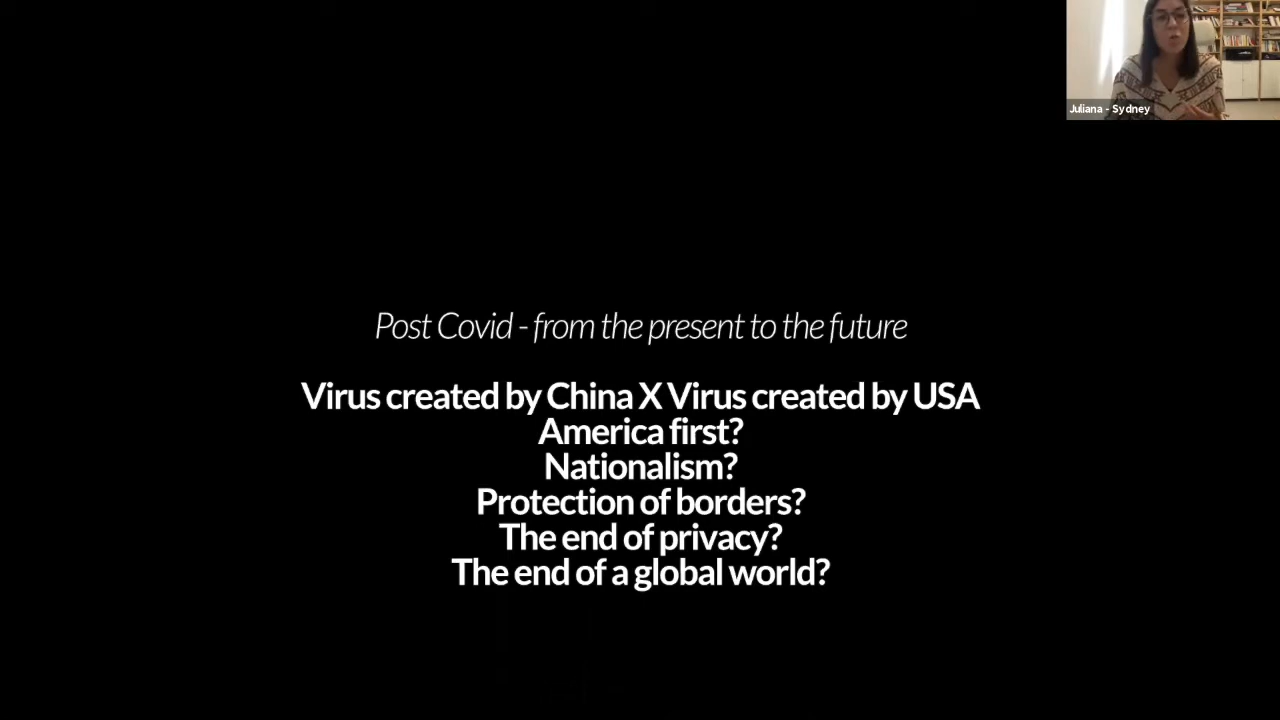 Juliana - Sydney
Post Covid - from the present to the future
Virus created by China X Virus created by USA
America first?
Nationalism?
Protection of borders?
The end of privacy?
The end of a global world?